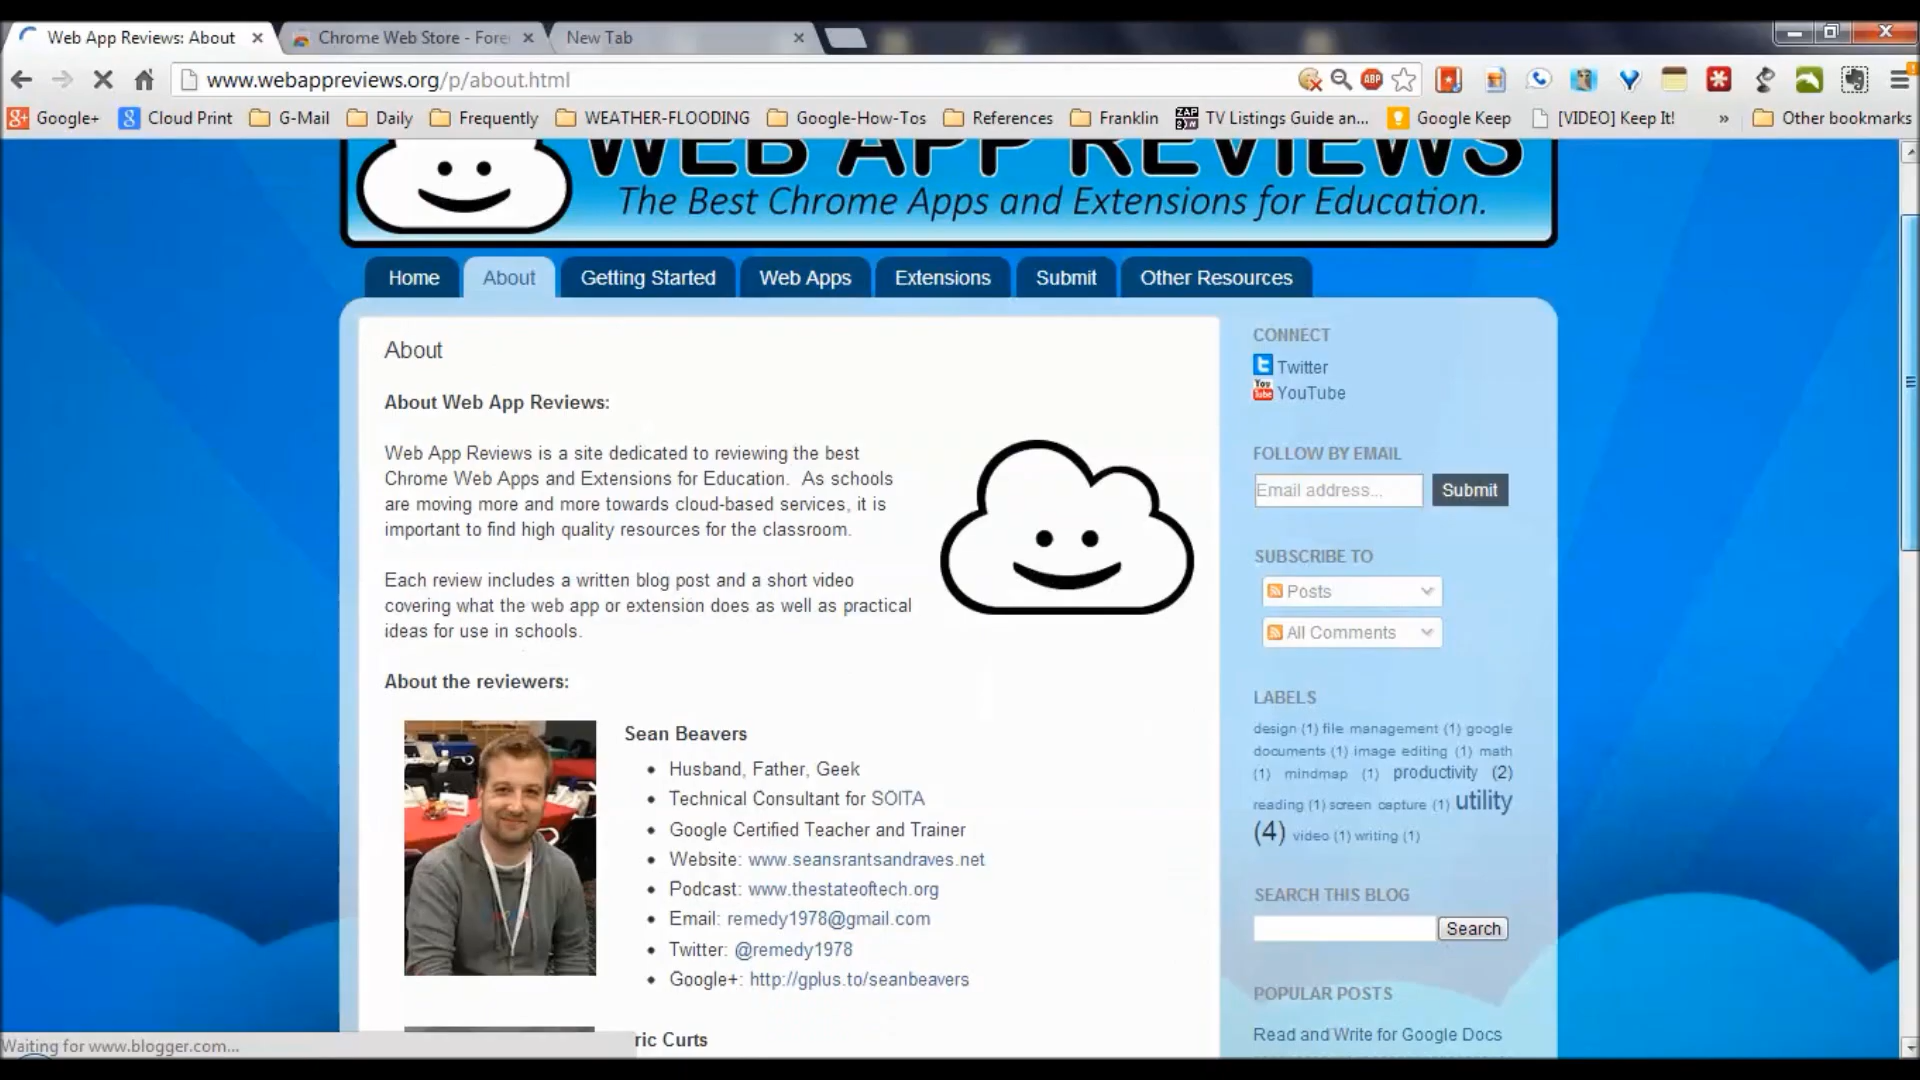 Web App Reviews: About
Chrome Web Store - Fore
New Tab
www.webappreviews.org/p/about.html
ABP
Google+
Cloud Print
G-Mail
Daily
Frequently
WEATHER-FLOODING
Google-How-Tos
References
Franklin
TV Listings Guide an...
Google Keep
[VIDEO] Keep It!
»
Other bookmarks
WEB APP REVIEWS
The Best Chrome Apps and Extensions for Education.
Home
About
Getting Started
Web Apps
Extensions
Submit
Other Resources
About
About Web App Reviews:
Web App Reviews is a site dedicated to reviewing the best
Chrome Web Apps and Extensions for Education. As schools
are moving more and more towards cloud-based services, it is
important to find high quality resources for the classroom.
Each review includes a written blog post and a short video
covering what the web app or extension does as well as practical
ideas for use in schools.
About the reviewers:
Sean Beavers
• Husband, Father, Geek
• Technical Consultant for SOITA
• Google Certified Teacher and Trainer
• Website: www.seansrantsandraves.net
• Podcast: www.thestateoftech.org
• Email: remedy1978@gmail.com
• Twitter: @remedy1978
• Google+: http://gplus.to/seanbeavers
ric Curts
CONNECT
Twitter
You Tube YouTube
FOLLOW BY EMAIL
Email address... Submit
SUBSCRIBE TO
Posts
All Comments
LABELS
design (1) file management (1) google
documents (1) image editing (1) math
(1) mindmap (1) productivity (2)
reading (1) screen capture (1) utility
(4) video (1) writing (1)
SEARCH THIS BLOG
Search
POPULAR POSTS
Read and Write for Google Docs
Waiting for www.blogger.com...